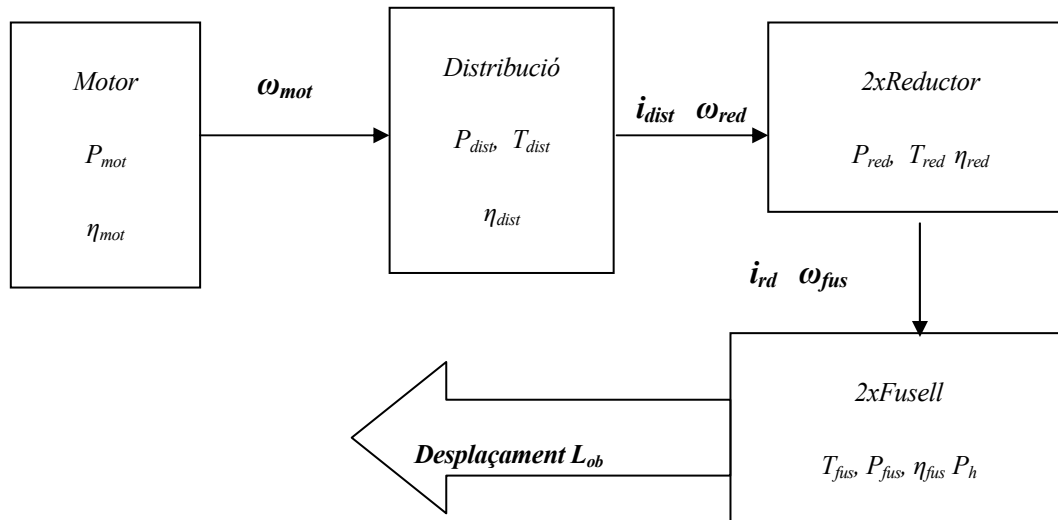 Motor
P_mot
η_mot
ω_mot
Distribució
P_dist, T_dist
η_dist
i_dist ω_red
2xReductor
P_red, T_red η_red
i_rd ω_fus
2xFusell
T_fus, P_fus, η_fus P_h
Desplaçament L_ob